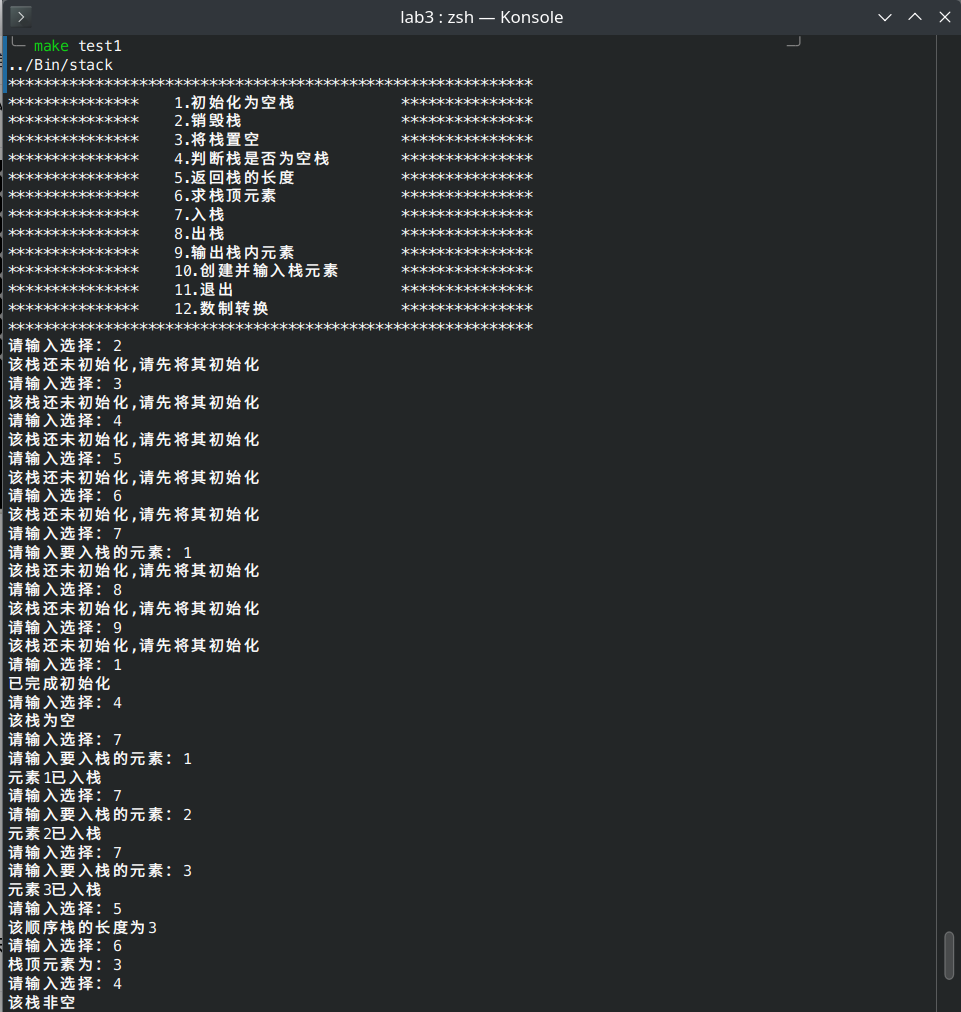 lab3 : zsh — Konsole
make test1
../Bin/stack
************************************************************
*************** 1.初始化为空栈 ***************
*************** 2.销毁栈 ***************
*************** 3.将栈置空 ***************
*************** 4.判断栈是否为空栈 ***************
*************** 5.返回栈的长度 ***************
*************** 6.求栈顶元素 ***************
*************** 7.入栈 ***************
*************** 8.出栈 ***************
*************** 9.输出栈内元素 ***************
*************** 10.创建并输入栈元素 ***************
*************** 11.退出 ***************
*************** 12.数制转换 ***************
************************************************************
请输入选择: 2
该栈还未初始化,请先将其初始化
请输入选择: 3
该栈还未初始化,请先将其初始化
请输入选择: 4
该栈还未初始化,请先将其初始化
请输入选择: 5
该栈还未初始化,请先将其初始化
请输入选择: 6
该栈还未初始化,请先将其初始化
请输入选择: 7
请输入要入栈的元素: 1
该栈还未初始化,请先将其初始化
请输入选择: 8
该栈还未初始化,请先将其初始化
请输入选择: 9
该栈还未初始化,请先将其初始化
请输入选择: 1
已完成初始化
请输入选择: 4
该栈为空
请输入选择: 7
请输入要入栈的元素: 1
元素1已入栈
请输入选择: 7
请输入要入栈的元素: 2
元素2已入栈
请输入选择: 7
请输入要入栈的元素: 3
元素3已入栈
请输入选择: 5
该顺序栈的长度为3
请输入选择: 6
栈顶元素为: 3
请输入选择: 4
该栈非空